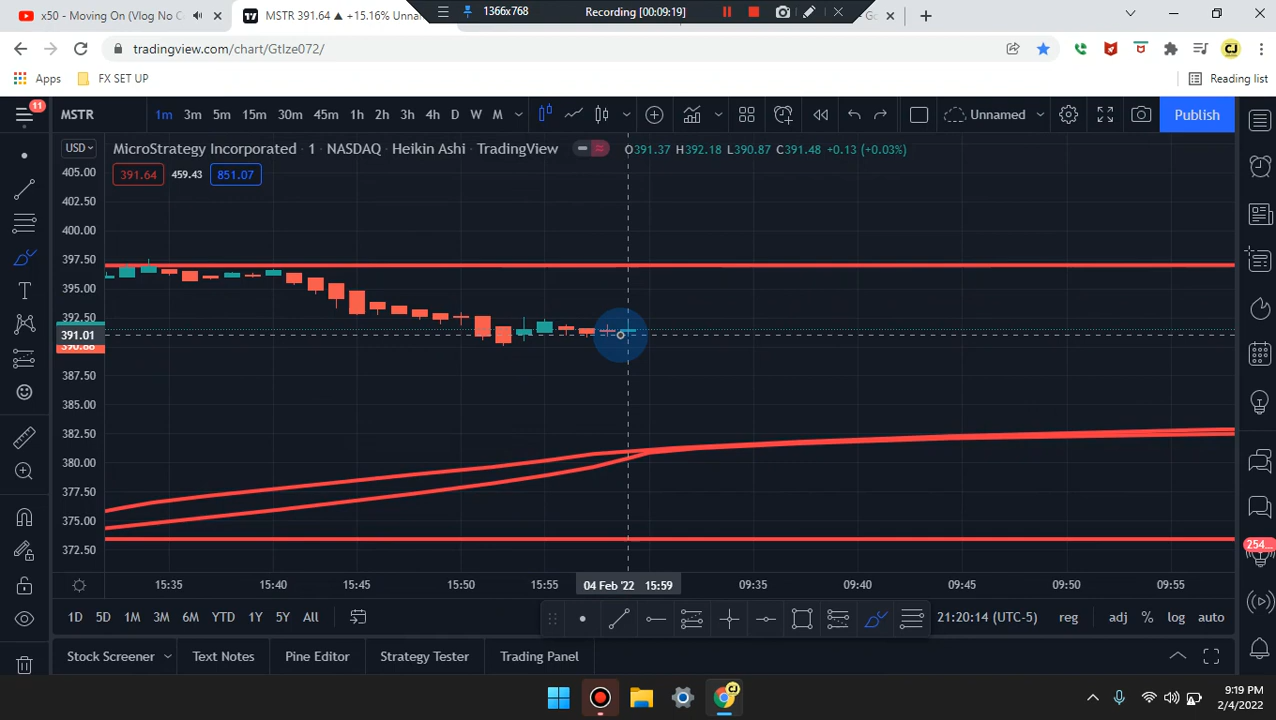 x50 - Moving On (Vlog No C
MSTR 391.64 ▲ +15.16% Unna
1366x768
Recording [00:09:19]
tradingview.com/chart/GtIze072/
Apps
FX SET UP
Reading list
11
MSTR
1m
3m
5m
15m
30m
45m
1h
2h
3h
4h
D
W
M
Unnamed
Publish
USD
MicroStrategy Incorporated · 1 · NASDAQ · Heikin Ashi · TradingView
O391.37 H392.18 L390.87 C391.48 +0.13 (+0.03%)
391.64
459.43
851.07
405.00
402.50
400.00
397.50
395.00
392.50
391.01
387.50
385.00
382.50
380.00
377.50
375.00
372.50
254...
15:35
15:40
15:45
15:50
15:55
04 Feb '22 15:59
09:35
09:40
09:45
09:50
09:55
1D
5D
1M
3M
6M
YTD
1Y
5Y
All
21:20:14 (UTC-5)
reg
adj
%
log
auto
Stock Screener
Text Notes
Pine Editor
Strategy Tester
Trading Panel
CJ
9:19 PM
2/4/2022